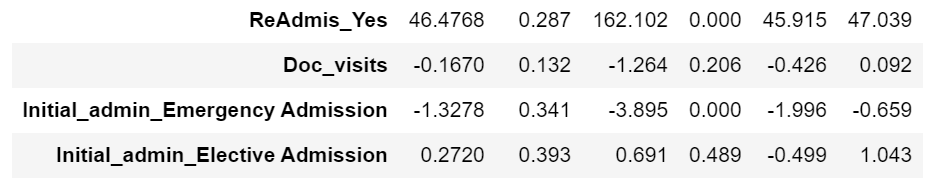 ReAdmis_Yes 46.4768 0.287 162.102 0.000 45.915 47.039
Doc_visits -0.1670 0.132 -1.264 0.206 -0.426 0.092
Initial_admin_Emergency Admission -1.3278 0.341 -3.895 0.000 -1.996 -0.659
Initial_admin_Elective Admission 0.2720 0.393 0.691 0.489 -0.499 1.043